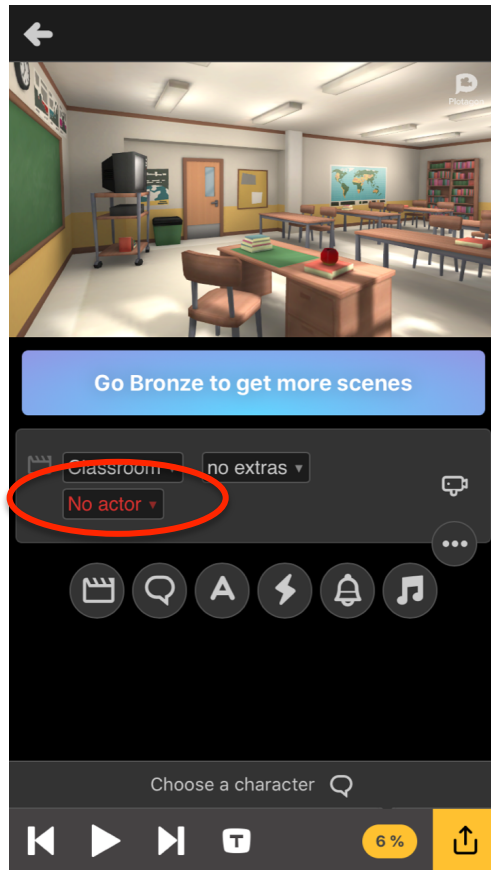 Plotagon
Go Bronze to get more scenes
Classroom ▾ no extras ▾
No actor ▾
A
Choose a character
T
6 %